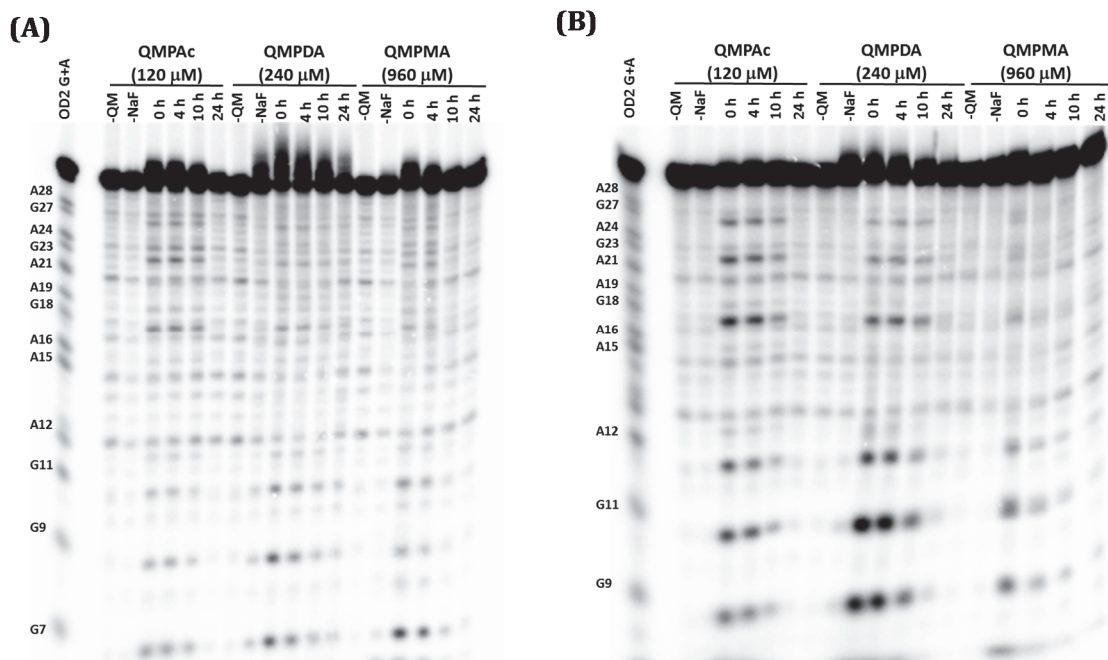 (A)
QMPAc QMPDA QMPMA
(120 µM) (240 µM) (960 µM)
OD2 G+A -QM -NaF 0 h 4 h 10 h 24 h -QM -NaF 0 h 4 h 10 h 24 h -QM -NaF 0 h 4 h 10 h 24 h
A28
G27
A24
G23
A21
A19
G18
A16
A15
A12
G11
G9
G7
(B)
QMPAc QMPDA QMPMA
(120 µM) (240 µM) (960 µM)
OD2 G+A -QM -NaF 0 h 4 h 10 h 24 h -QM -NaF 0 h 4 h 10 h 24 h -QM -NaF 0 h 4 h 10 h 24 h
A28
G27
A24
G23
A21
A19
G18
A16
A15
A12
G11
G9